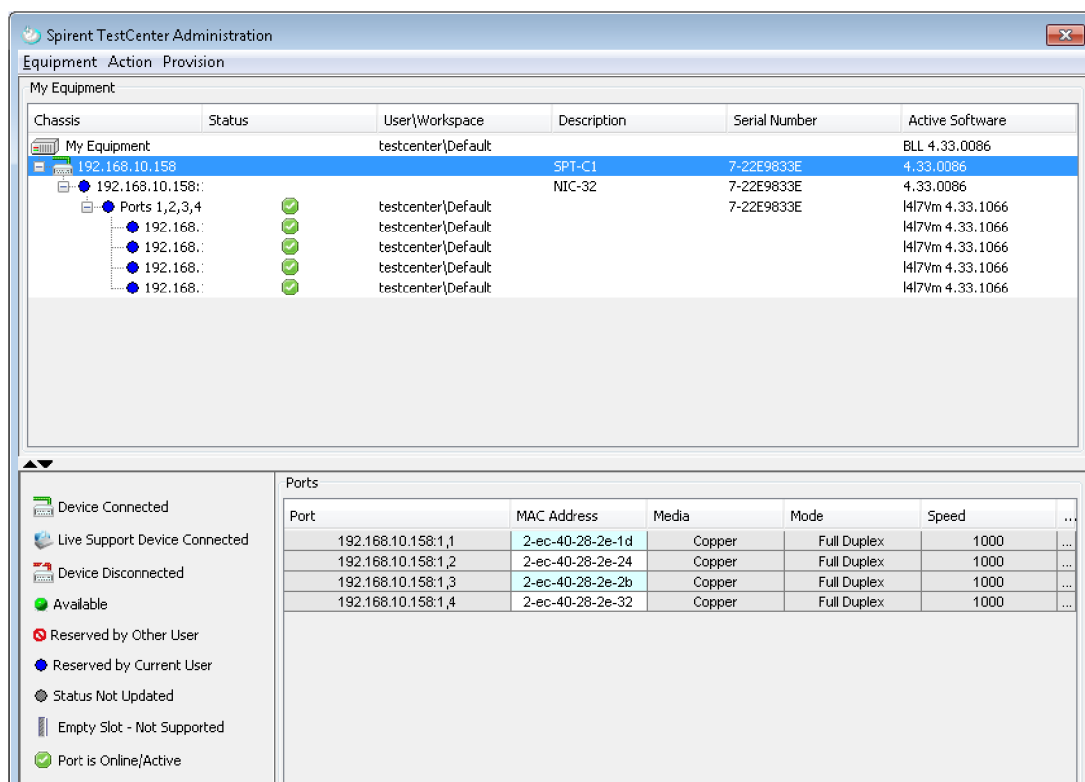 Spirent TestCenter Administration
Equipment Action Provision
My Equipment
Chassis Status User\Workspace Description Serial Number Active Software
My Equipment testcenter\Default BLL 4.33.0086
192.168.10.158 SPT-C1 7-22E9833E 4.33.0086
192.168.10.158: NIC-32 7-22E9833E 4.33.0086
Ports 1,2,3,4 testcenter\Default 7-22E9833E l4l7Vm 4.33.1066
192.168. testcenter\Default l4l7Vm 4.33.1066
192.168. testcenter\Default l4l7Vm 4.33.1066
192.168. testcenter\Default l4l7Vm 4.33.1066
192.168. testcenter\Default l4l7Vm 4.33.1066
Device Connected
Live Support Device Connected
Device Disconnected
Available
Reserved by Other User
Reserved by Current User
Status Not Updated
Empty Slot - Not Supported
Port is Online/Active
Ports
Port MAC Address Media Mode Speed ...
192.168.10.158:1,1 2-ec-40-28-2e-1d Copper Full Duplex 1000 ...
192.168.10.158:1,2 2-ec-40-28-2e-24 Copper Full Duplex 1000 ...
192.168.10.158:1,3 2-ec-40-28-2e-2b Copper Full Duplex 1000 ...
192.168.10.158:1,4 2-ec-40-28-2e-32 Copper Full Duplex 1000 ...